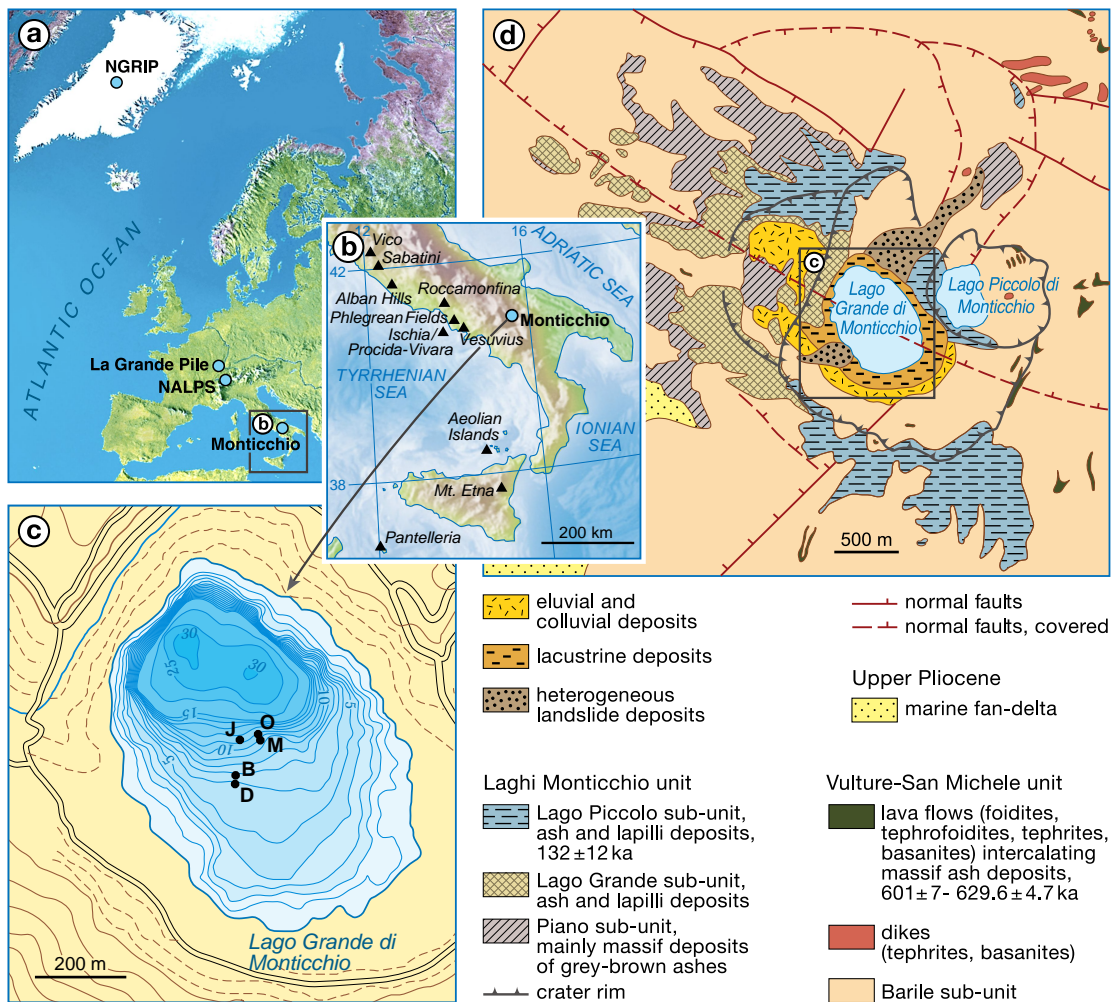 a
NGRIP
ATLANTIC OCEAN
La Grande Pile
NALPS
b
Monticchio
b
12
16
42
38
Vico
Sabatini
ADRIATIC SEA
Alban Hills
Roccamonfina
Phlegrean Fields
Monticchio
Ischia/
Procida-Vivara
Vesuvius
TYRRHENIAN
SEA
Aeolian
Islands
IONIAN
SEA
Mt. Etna
Pantelleria
200 km
c
30
30
25
15
10
10
5
5
J
O
M
B
D
Lago Grande di
Monticchio
200 m
d
c
Lago
Grande di
Monticchio
Lago Piccolo di
Monticchio
500 m
eluvial and
colluvial deposits
lacustrine deposits
heterogeneous
landslide deposits
normal faults
normal faults, covered
Upper Pliocene
marine fan-delta
Laghi Monticchio unit
Lago Piccolo sub-unit,
ash and lapilli deposits,
132±12 ka
Lago Grande sub-unit,
ash and lapilli deposits
Piano sub-unit,
mainly massif deposits
of grey-brown ashes
crater rim
Vulture-San Michele unit
lava flows (foidites,
tephrofoidites, tephrites,
basanites) intercalating
massif ash deposits,
601±7- 629.6±4.7 ka
dikes
(tephrites, basanites)
Barile sub-unit